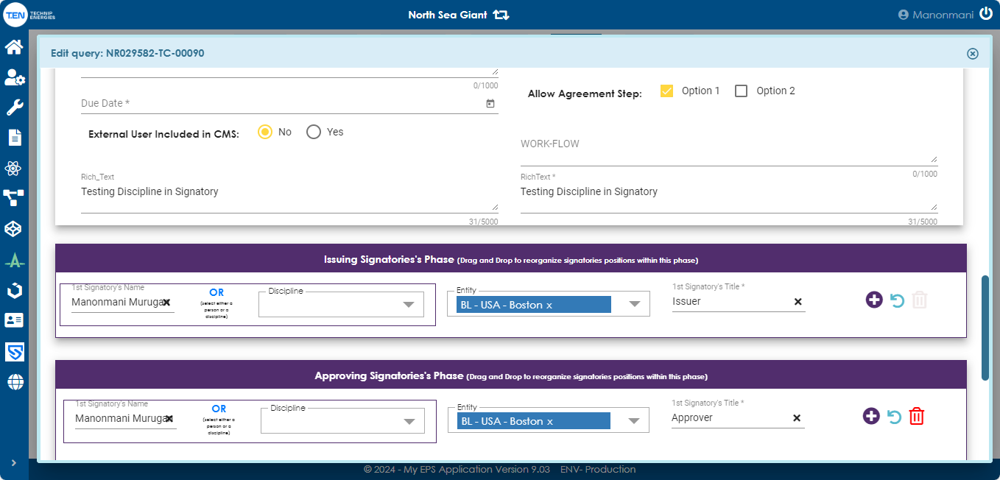 T.EN TECHNIP ENERGIES
North Sea Giant
Manonmani
Edit query: NR029582-TC-00090
0/1000
Due Date *
Allow Agreement Step: Option 1 Option 2
External User Included in CMS: No Yes
WORK-FLOW
0/1000
Rich_Text
Testing Discipline in Signatory
31/5000
RichText *
Testing Discipline in Signatory
31/5000
Issuing Signatories's Phase (Drag and Drop to reorganize signatories positions within this phase)
1st Signatory's Name
Manonmani Murugan
OR
(select either a
person or a
discipline)
Discipline
Entity
BL - USA - Boston x
1st Signatory's Title *
Issuer
Approving Signatories's Phase (Drag and Drop to reorganize signatories positions within this phase)
1st Signatory's Name
Manonmani Murugan
OR
(select either a
person or a
discipline)
Discipline
Entity
BL - USA - Boston x
1st Signatory's Title *
Approver
© 2024 - My EPS Application Version 9.03 ENV- Production